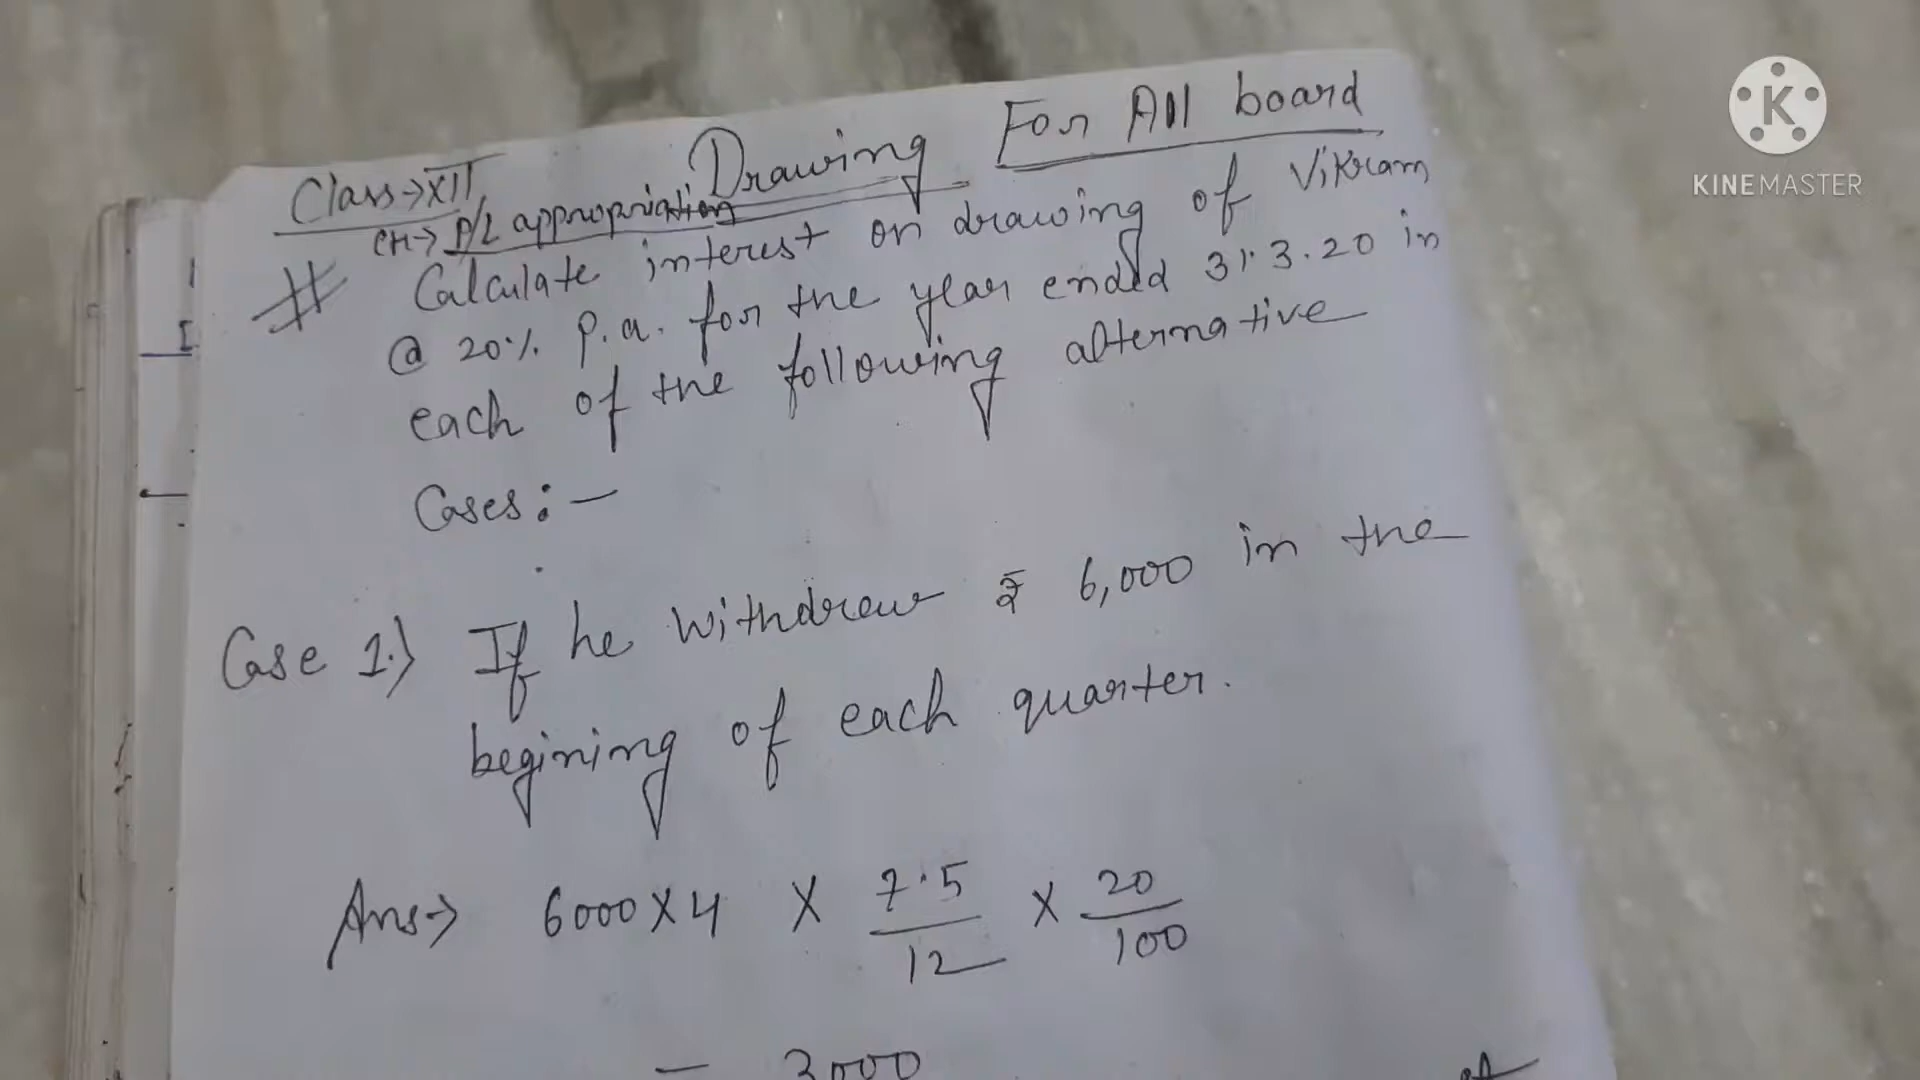 For All board
Drawing
Class→XII
CH→ P/L appropriation
# Calculate interest on drawing of Vikram
@ 20% P.a. for the year ended 31.3.20 in
each of the following alternative
Cases:-
Case 1.) If he withdrew ₹ 6,000 in the
begining of each quarter.
Ans→ 6000 X 4 X 7.5/12 X 20/100
= 3000
K
KINEMASTER